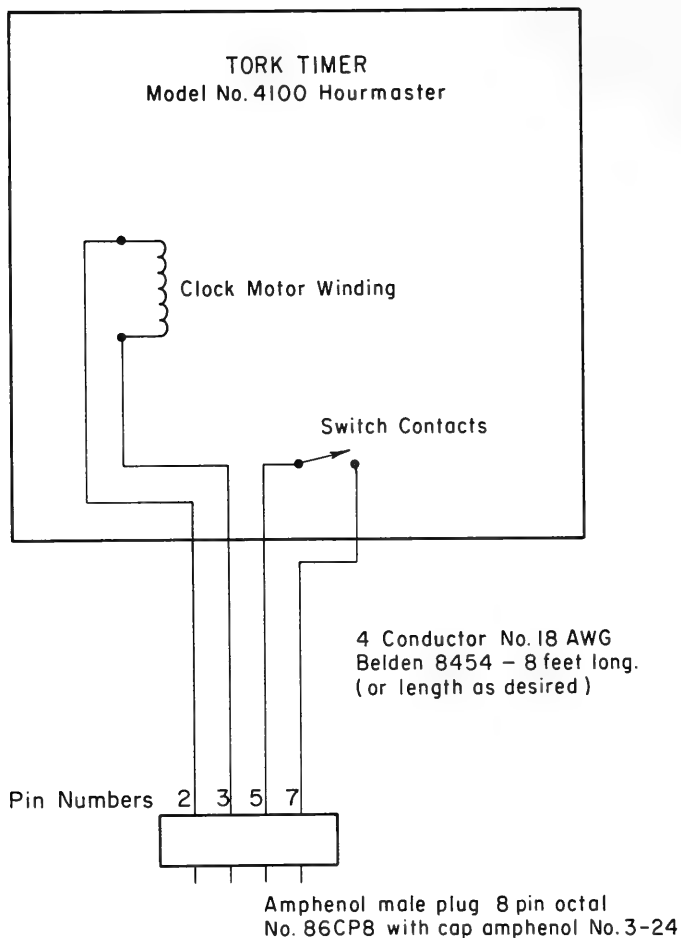 TORK TIMER
Model No. 4100 Hourmaster
Clock Motor Winding
Switch Contacts
4 Conductor No. 18 AWG
Belden 8454 – 8 feet long.
(or length as desired)
Pin Numbers 2 3 5 7
Amphenol male plug 8 pin octal
No. 86CP8 with cap amphenol No. 3-24